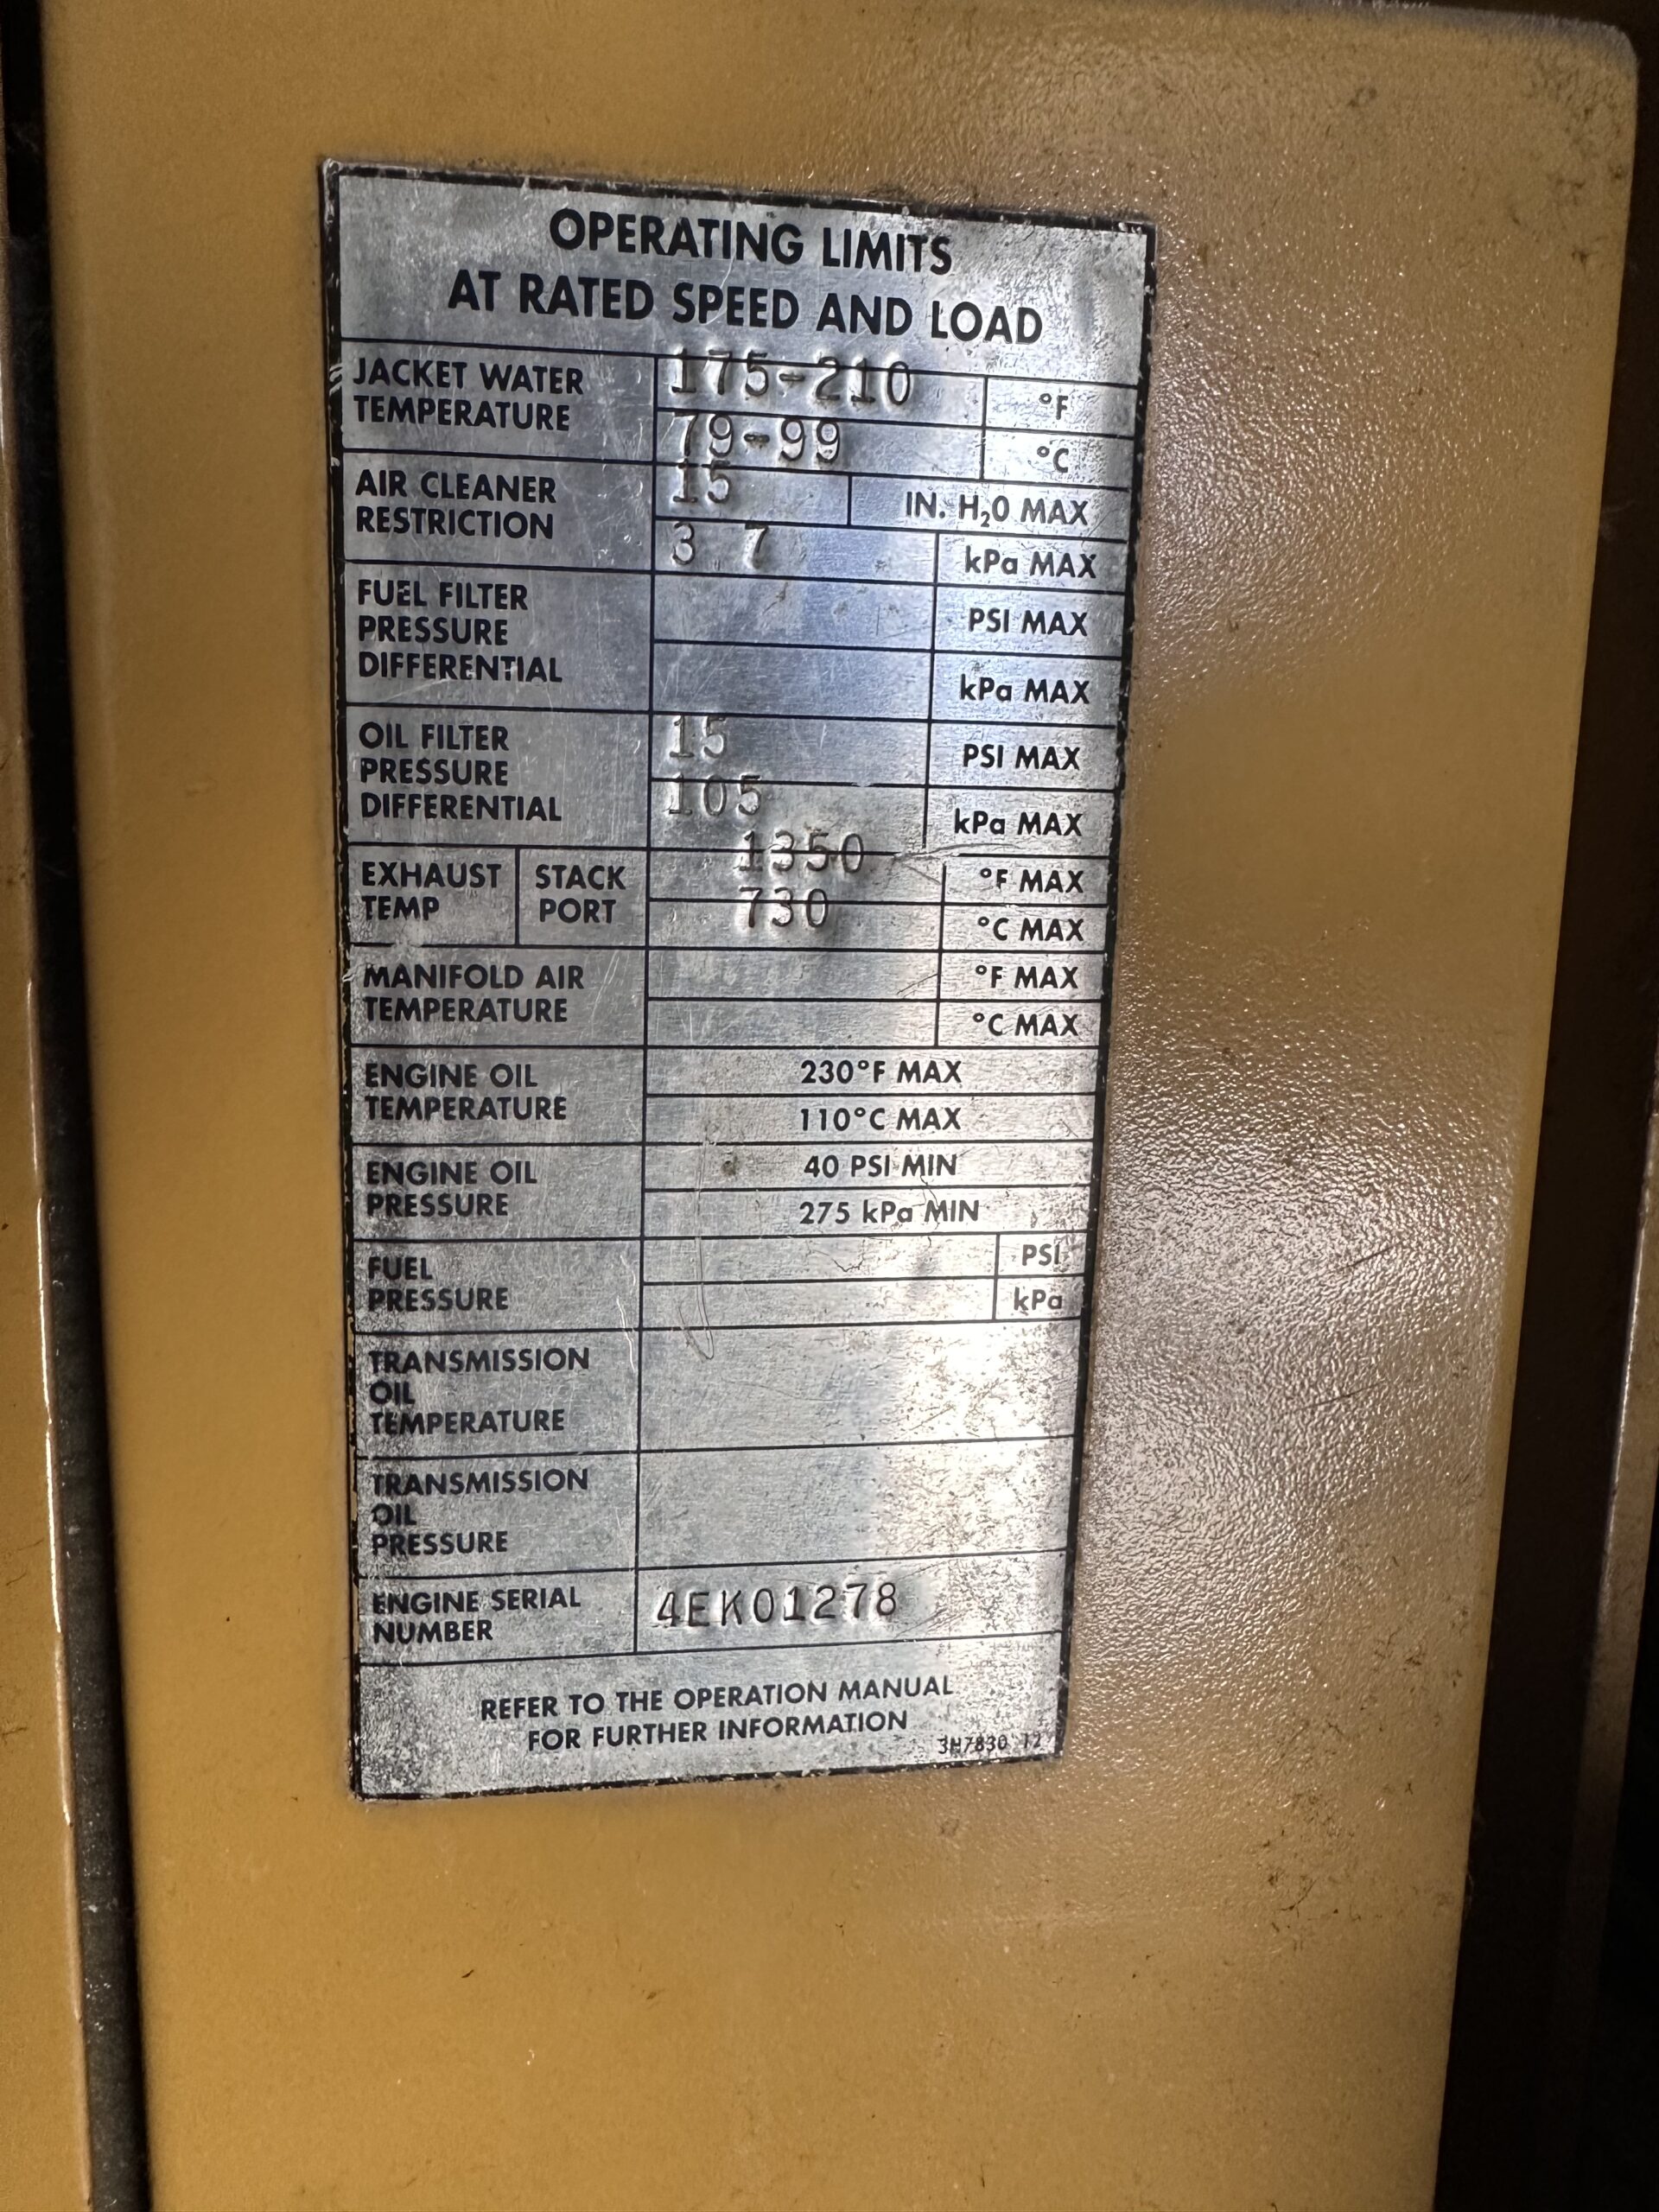 OPERATING LIMITS
AT RATED SPEED AND LOAD
JACKET WATER
TEMPERATURE
175-210
°F
79-99
°C
AIR CLEANER
RESTRICTION
15
IN. H₂O MAX
3 7
kPa MAX
FUEL FILTER
PRESSURE
DIFFERENTIAL
PSI MAX
kPa MAX
OIL FILTER
PRESSURE
DIFFERENTIAL
15
PSI MAX
105
kPa MAX
EXHAUST
TEMP
STACK
PORT
1350
°F MAX
730
°C MAX
MANIFOLD AIR
TEMPERATURE
°F MAX
°C MAX
ENGINE OIL
TEMPERATURE
230°F MAX
110°C MAX
ENGINE OIL
PRESSURE
40 PSI MIN
275 kPa MIN
FUEL
PRESSURE
PSI
kPa
TRANSMISSION
OIL
TEMPERATURE
TRANSMISSION
OIL
PRESSURE
ENGINE SERIAL
NUMBER
4EK01278
REFER TO THE OPERATION MANUAL
FOR FURTHER INFORMATION
3H7830 12